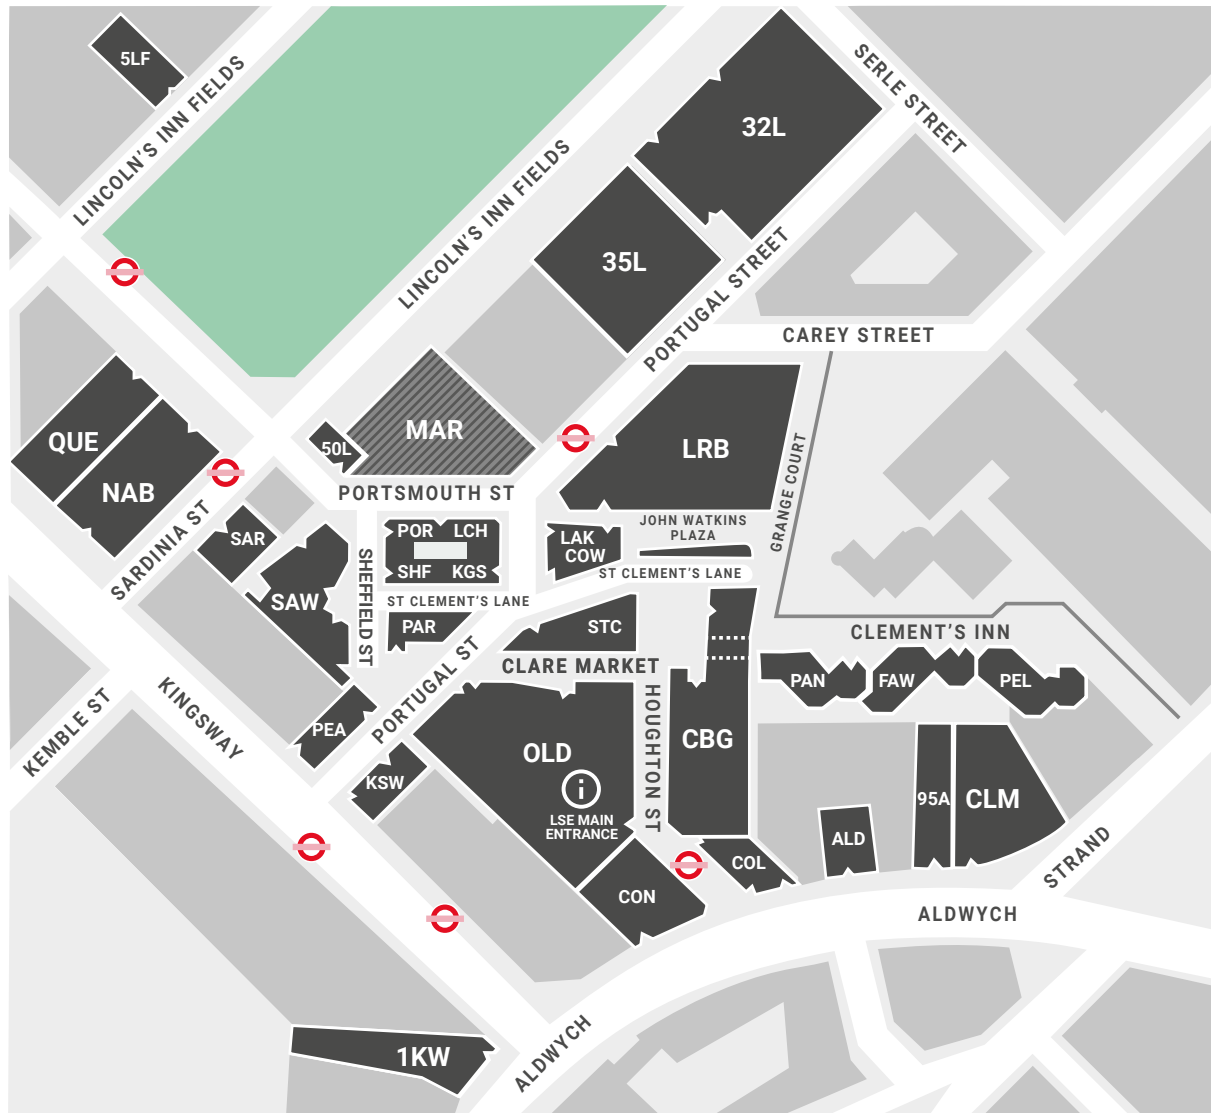 5LF
LINCOLN'S INN FIELDS
SERLE STREET
32L
LINCOLN'S INN FIELDS
35L
PORTUGAL STREET
CAREY STREET
QUE
NAB
50L
MAR
LRB
GRANGE COURT
PORTSMOUTH ST
SARDINIA ST
SAR
POR
LCH
SHF
KGS
LAK
COW
JOHN WATKINS
PLAZA
ST CLEMENT'S LANE
SHEFFIELD ST
SAW
ST CLEMENT'S LANE
PAR
STC
CLEMENT'S INN
CLARE MARKET
PORTUGAL ST
PAN
FAW
PEL
KEMBLE ST
KINGSWAY
PEA
HOUGHTON ST
OLD
CBG
KSW
i
LSE MAIN
ENTRANCE
95A
CLM
ALD
COL
STRAND
CON
ALDWYCH
1KW
ALDWYCH